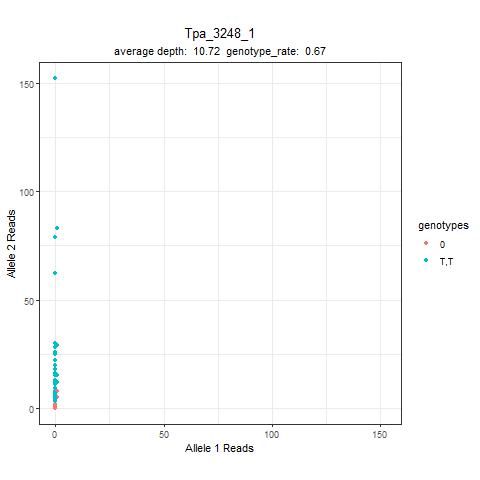 Tpa_3248_1
average depth:  10.72  genotype_rate:  0.67
150
100
50
0
Allele 2 Reads
0
50
100
150
Allele 1 Reads
genotypes
0
T,T